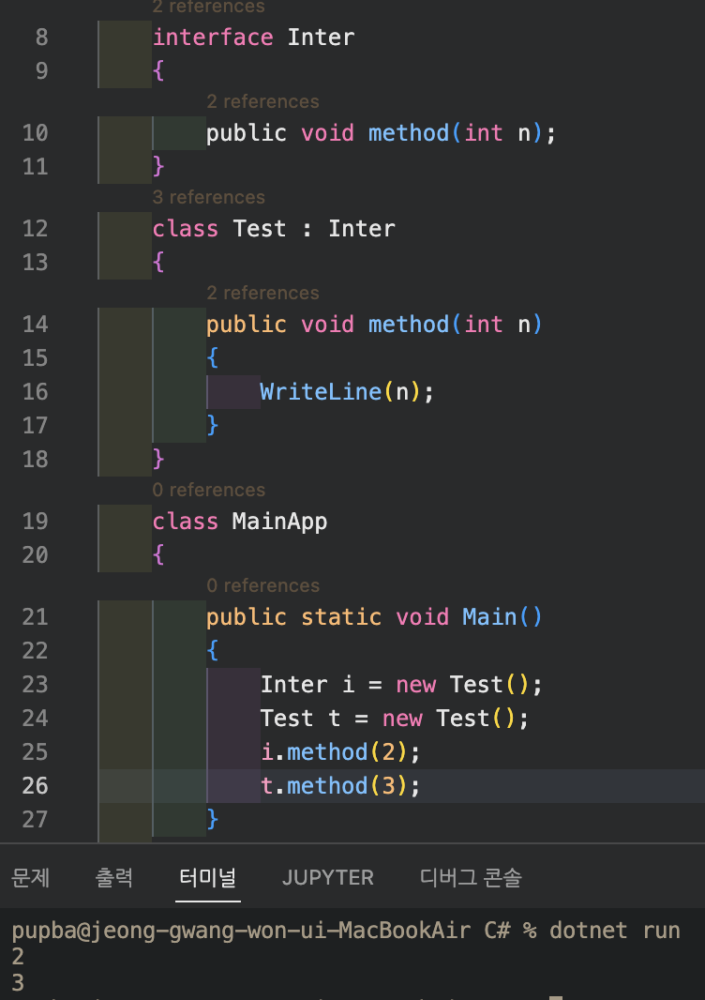 2 references
8 interface Inter
9 {
2 references
10 public void method(int n);
11 }
3 references
12 class Test : Inter
13 {
2 references
14 public void method(int n)
15 {
16 WriteLine(n);
17 }
18 }
0 references
19 class MainApp
20 {
0 references
21 public static void Main()
22 {
23 Inter i = new Test();
24 Test t = new Test();
25 i.method(2);
26 t.method(3);
27 }
문제 출력 터미널 JUPYTER 디버그 콘솔
pupba@jeong-gwang-won-ui-MacBookAir C# % dotnet run
2
3